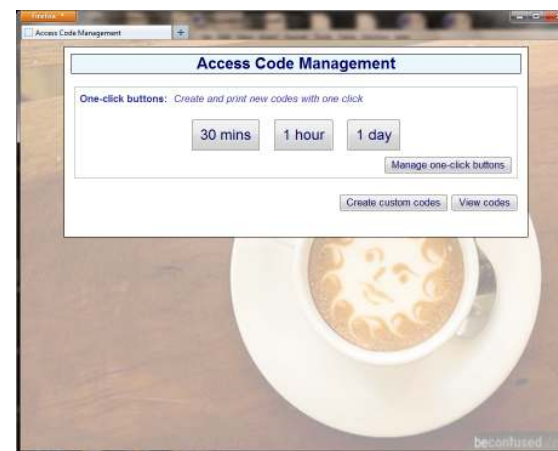 Firefox
Access Code Management
Access Code Management
One-click buttons: Create and print new codes with one click
30 mins 1 hour 1 day
Manage one-click buttons
Create custom codes View codes
beconfused